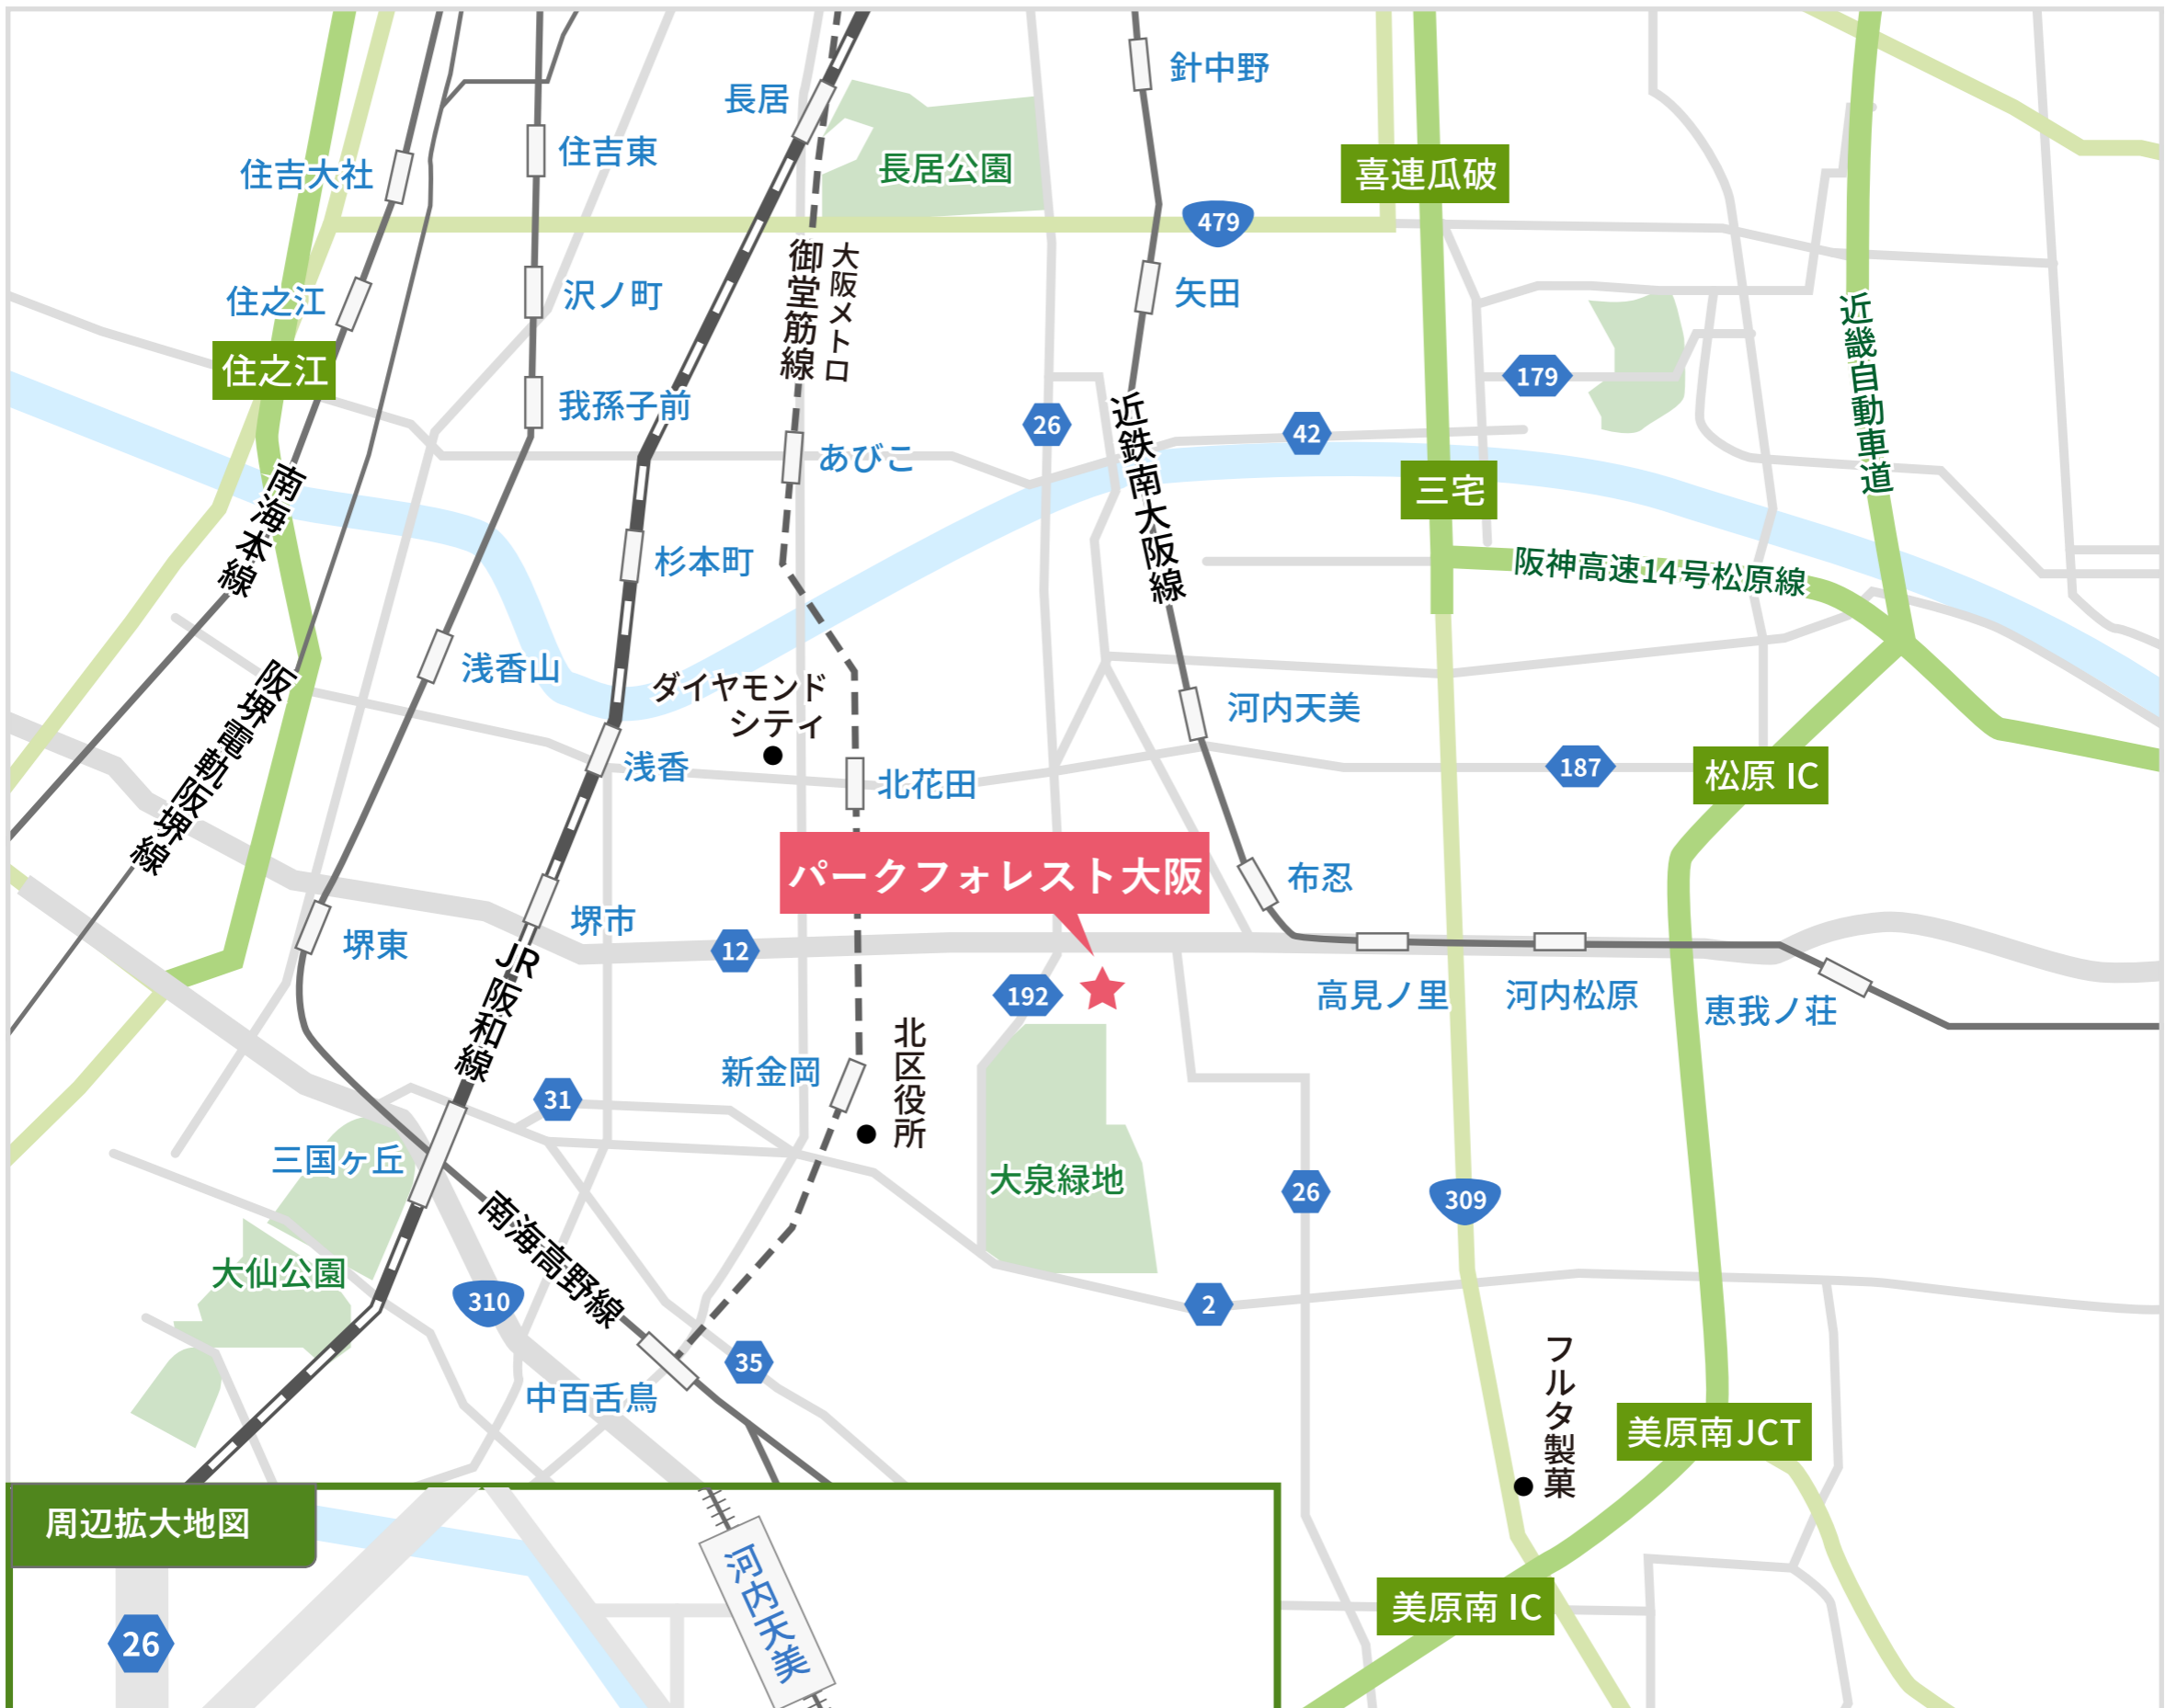 針中野
長居
住吉東
長居公園
喜連瓜破
住吉大社
479
大阪メトロ
御堂筋線
矢田
沢ノ町
住之江
近畿自動車道
住之江
179
我孫子前
26
42
あびこ
近鉄南大阪線
三宅
南海本線
杉本町
阪神高速14号松原線
浅香山
ダイヤモンド
シティ
河内天美
阪堺電軌阪堺線
浅香
北花田
187
松原 IC
パークフォレスト大阪
布忍
堺市
堺東
12
JR阪和線
192
高見ノ里
河内松原
恵我ノ荘
北区役所
新金岡
31
三国ヶ丘
大泉緑地
26
309
南海高野線
大仙公園
310
2
35
中百舌鳥
フルタ製菓
美原南JCT
周辺拡大地図
河内天美
美原南 IC
26